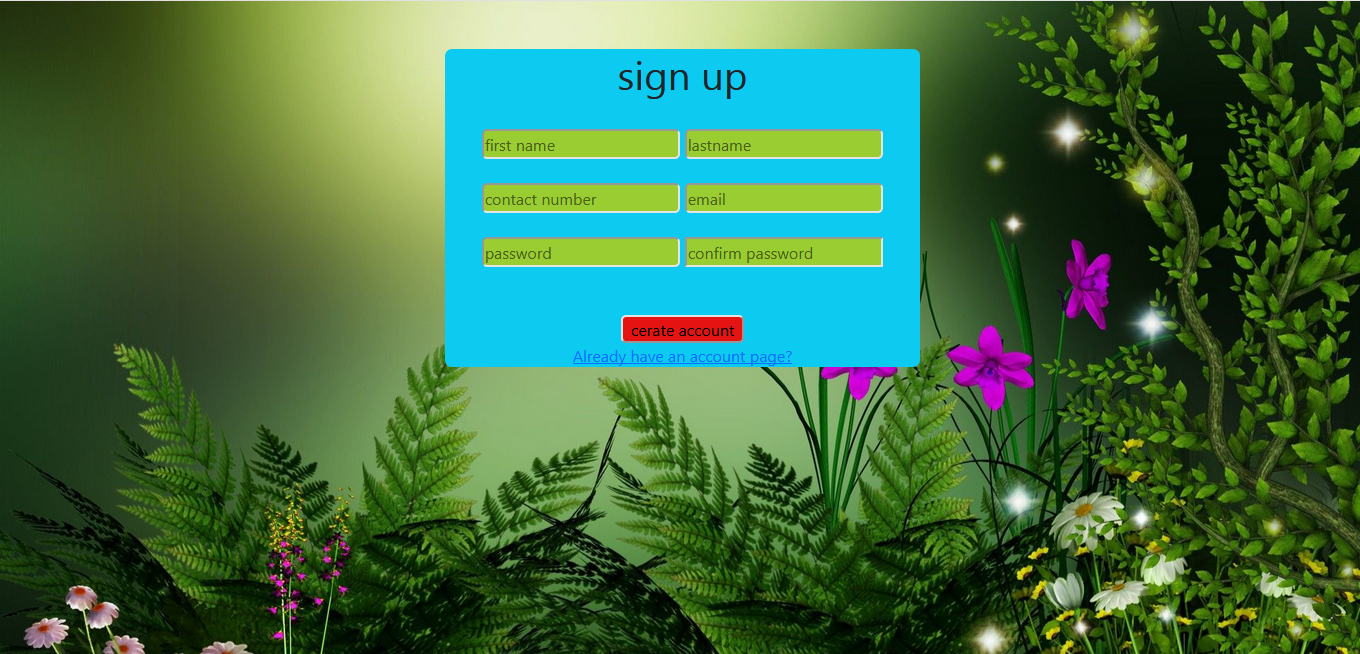 sign up
first name lastname
contact number email
password confirm password
cerate account
Already have an account page?